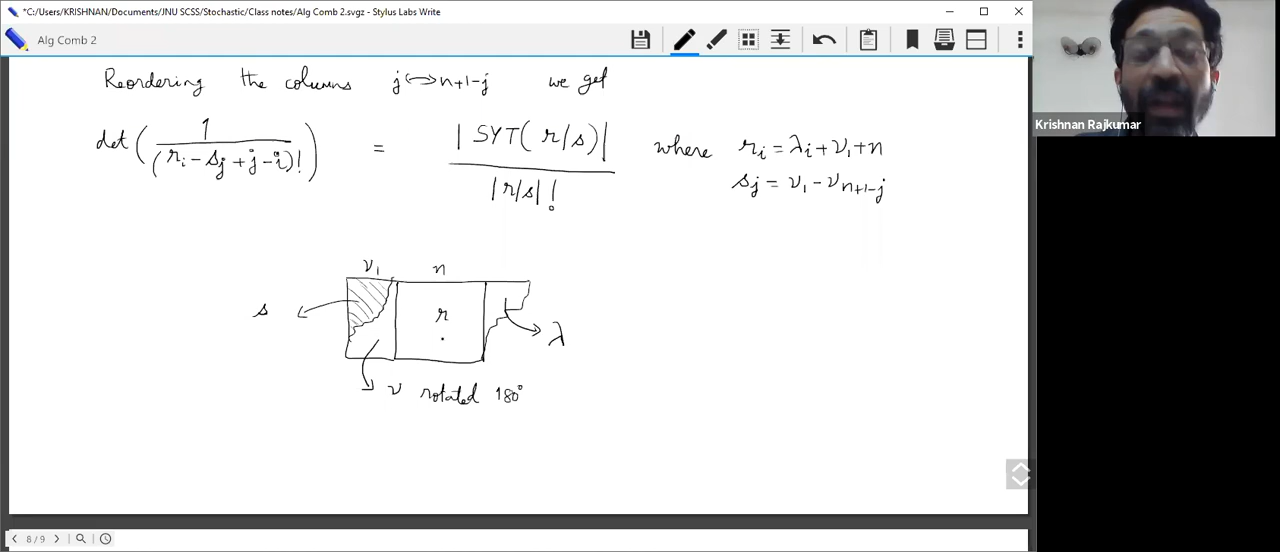 *C:/Users/KRISHNAN/Documents/JNU SCSS/Stochastic/Class notes/Alg Comb 2.svgz - Stylus Labs Write
Alg Comb 2
Reordering the columns j↔n+1-j we get
det(1/(r_i - s_j + j - i)!) = |SYT(r/s)| / |r/s|! where r_i = λ_i + ν_1 + n
s_j = ν_1 - ν_{n+1-j}
ν_1 n
s r
λ
ν rotated 180°
Krishnan Rajkumar
8 / 9